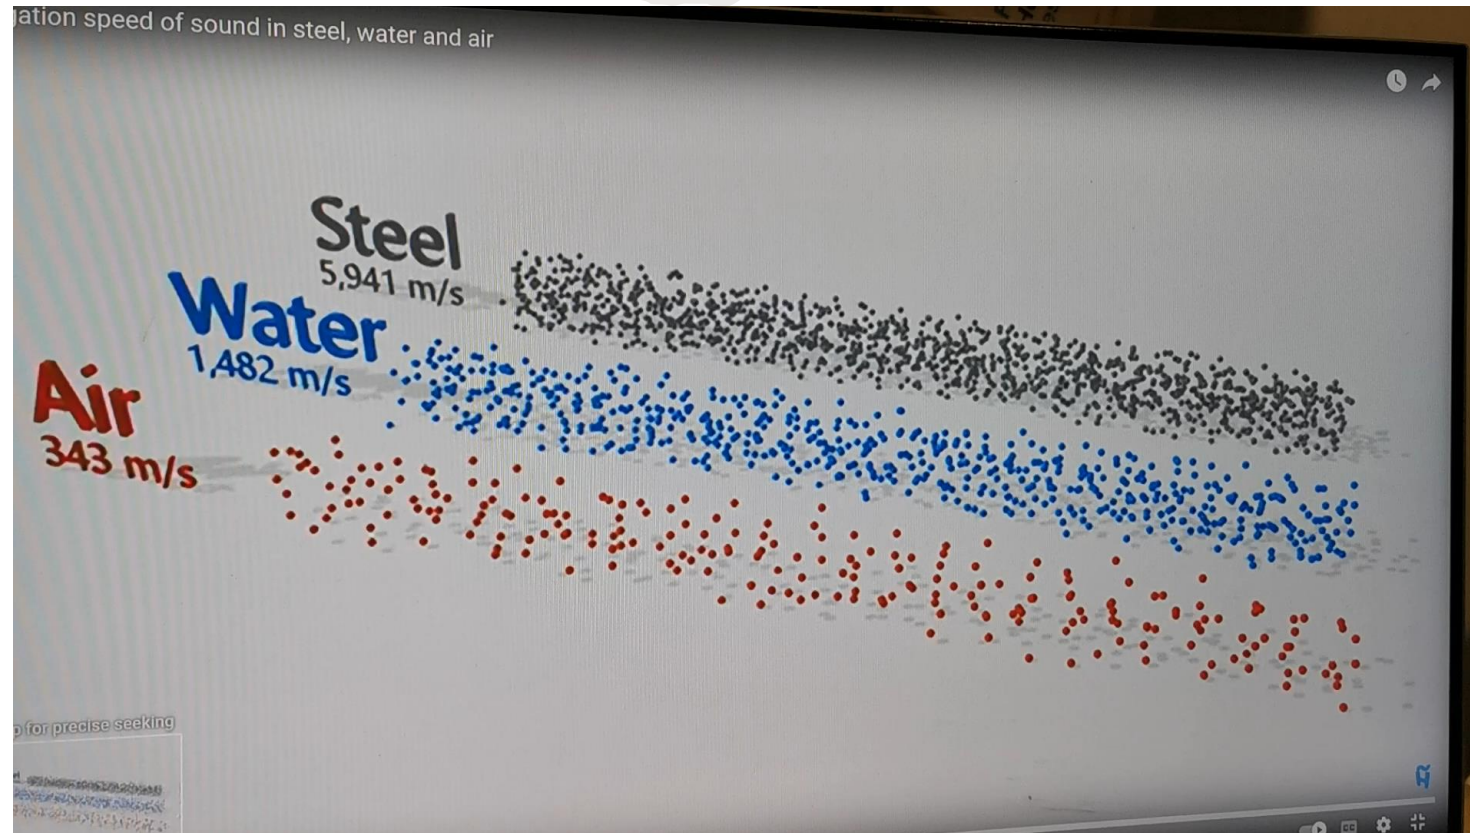 speed of sound in steel, water and air
Steel
5,941 m/s
Water
1,482 m/s
Air
343 m/s
for precise seeking
CC